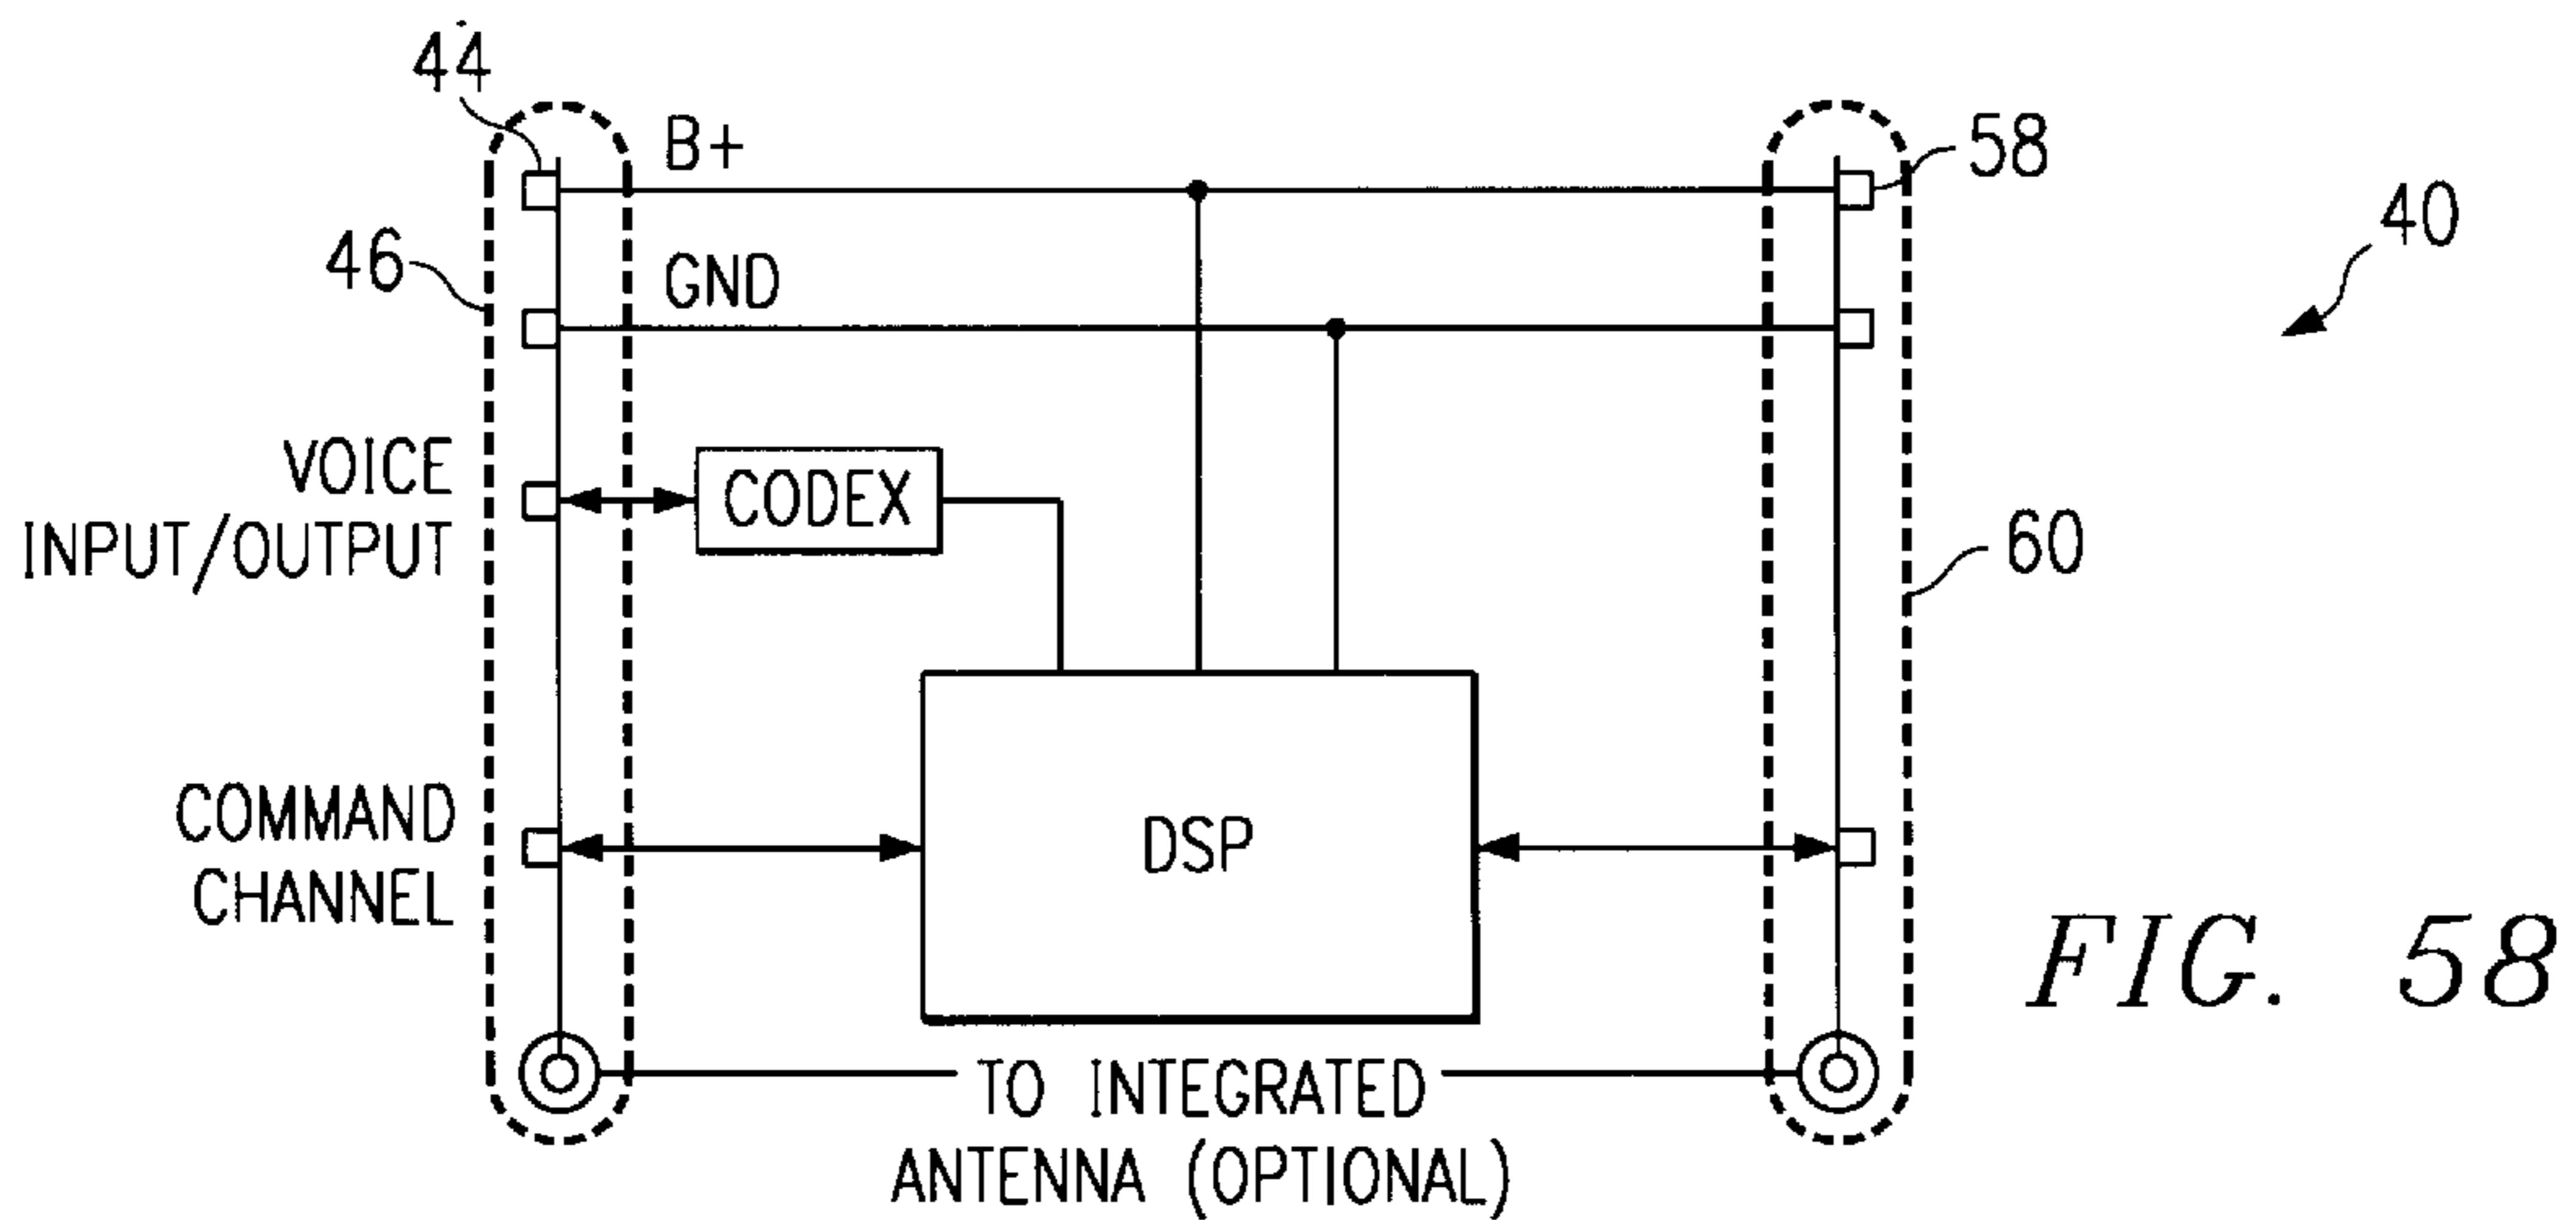 44
B+
58
40
46
GND
VOICE
INPUT/OUTPUT
CODEX
60
COMMAND
CHANNEL
DSP
FIG. 58
TO INTEGRATED
ANTENNA (OPTIONAL)